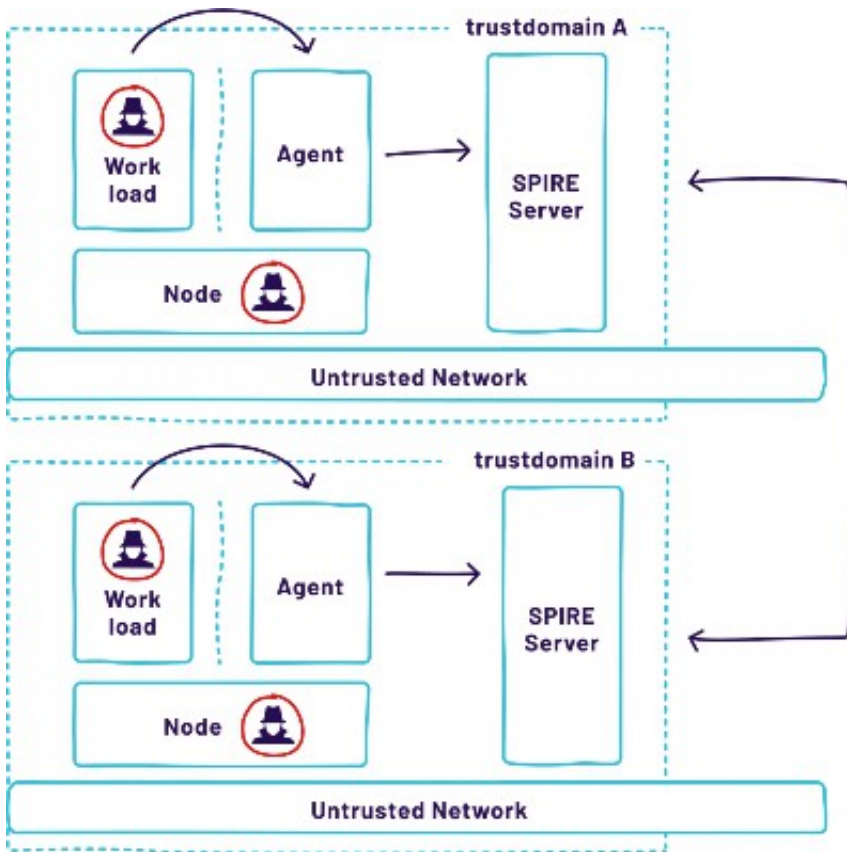 trustdomain A
Work
load
Agent
SPIRE
Server
Node
Untrusted Network
trustdomain B
Work
load
Agent
SPIRE
Server
Node
Untrusted Network